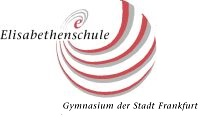 Elisabethenschule
e
Gymnasium der Stadt Frankfurt